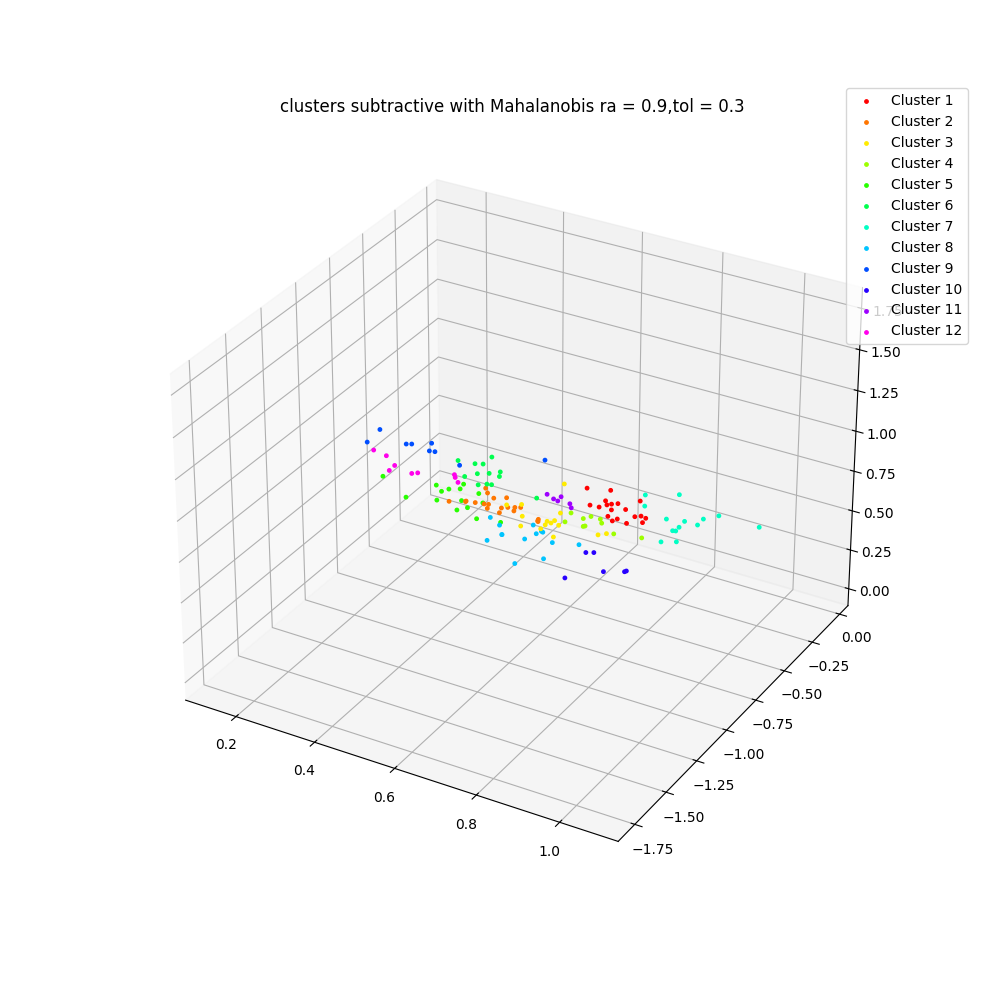 clusters subtractive with Mahalanobis ra = 0.9,tol = 0.3
Cluster 1
Cluster 2
Cluster 3
Cluster 4
Cluster 5
Cluster 6
Cluster 7
Cluster 8
Cluster 9
Cluster 10
Cluster 11
Cluster 12
1.75
1.50
1.25
1.00
0.75
0.50
0.25
0.00
0.00
−0.25
−0.50
−0.75
−1.00
−1.25
−1.50
−1.75
0.2
0.4
0.6
0.8
1.0